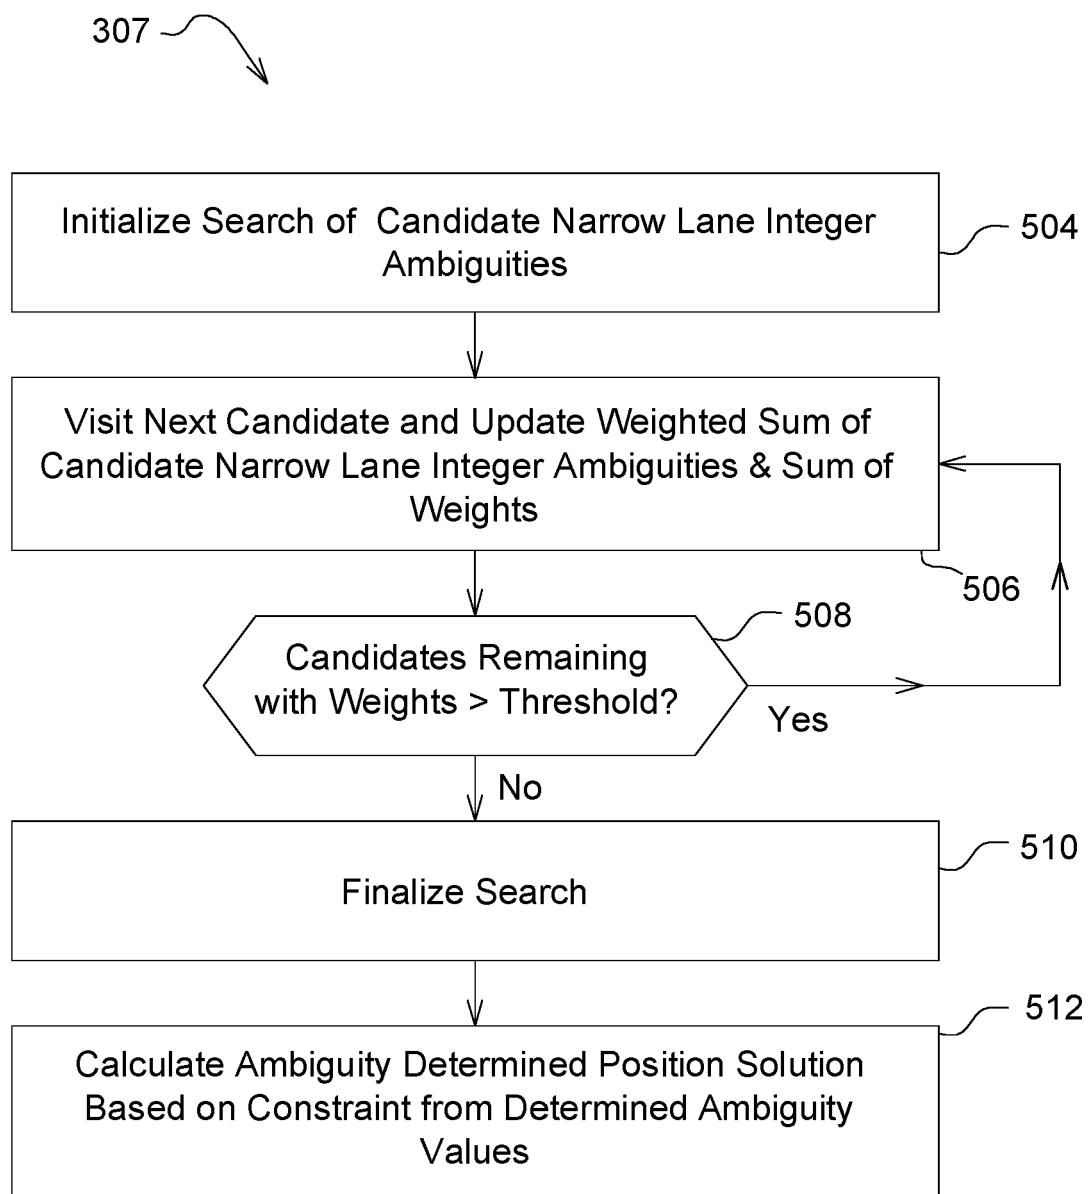 307
Initialize Search of Candidate Narrow Lane Integer
Ambiguities
504
Visit Next Candidate and Update Weighted Sum of
Candidate Narrow Lane Integer Ambiguities & Sum of
Weights
506
508
Candidates Remaining
with Weights > Threshold?
Yes
No
510
Finalize Search
512
Calculate Ambiguity Determined Position Solution
Based on Constraint from Determined Ambiguity
Values